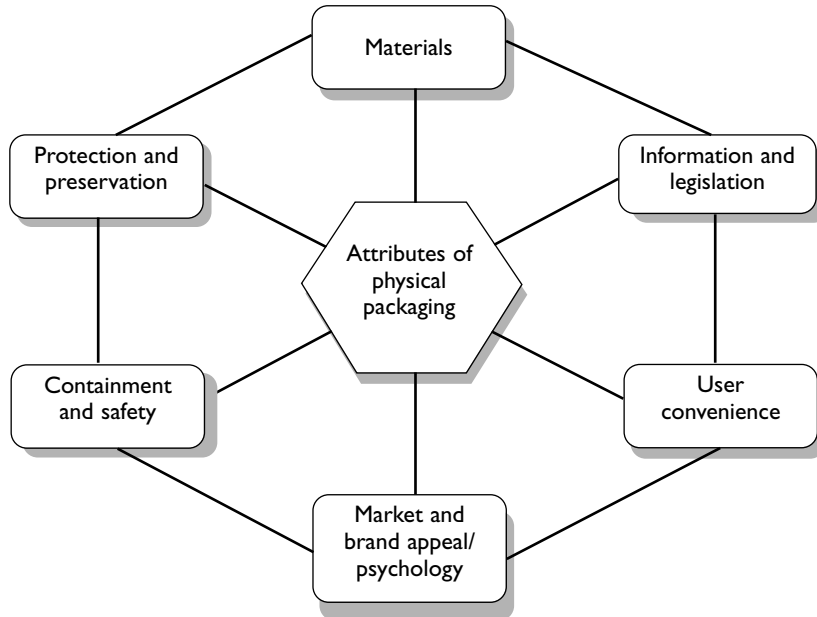 Materials
Protection and
preservation
Information and
legislation
Attributes of
physical
packaging
Containment
and safety
User
convenience
Market and
brand appeal/
psychology